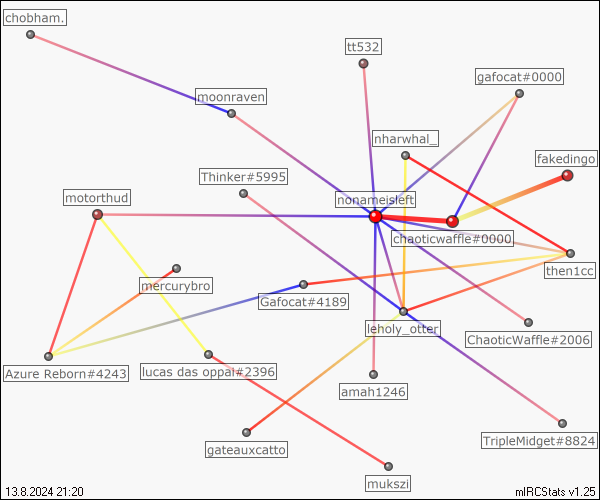 chobham.
tt532
gafocat#0000
moonraven
nharwhal_
fakedingo
Thinker#5995
motorthud
nonameisleft
chaoticwaffle#0000
then1cc
mercurybro
Gafocat#4189
leholy_otter
ChaoticWaffle#2006
Azure Reborn#4243
lucas das oppai#2396
amah1246
gateauxcatto
TripleMidget#8824
mukszi
13.8.2024 21:20
mIRCStats v1.25